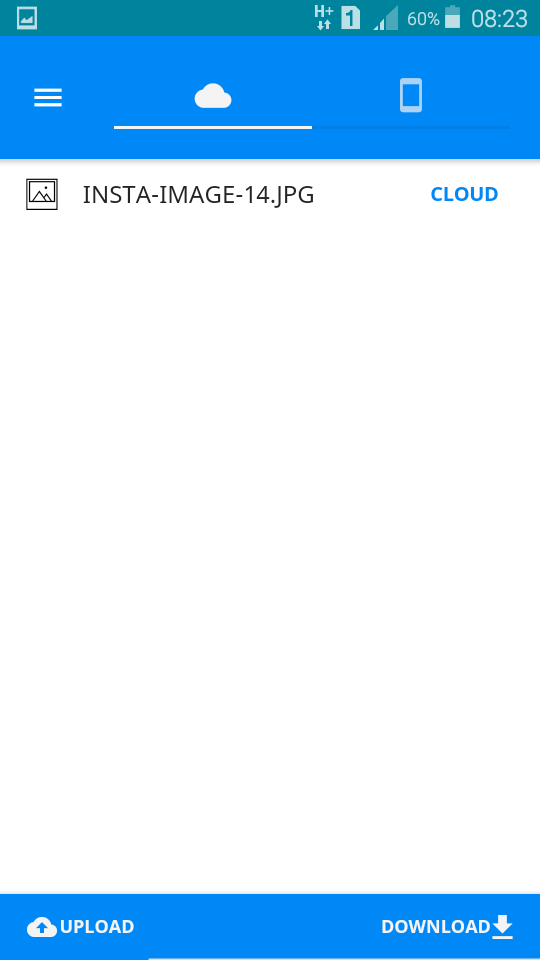 H+ 1 60% 08:23
INSTA-IMAGE-14.JPG CLOUD
UPLOAD DOWNLOAD